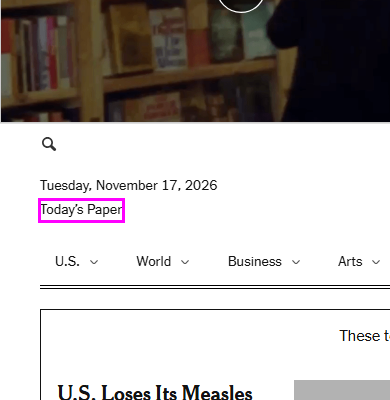 Tuesday, November 17, 2026
Today's Paper
U.S. World Business Arts
These t
U.S. Loses Its Measles